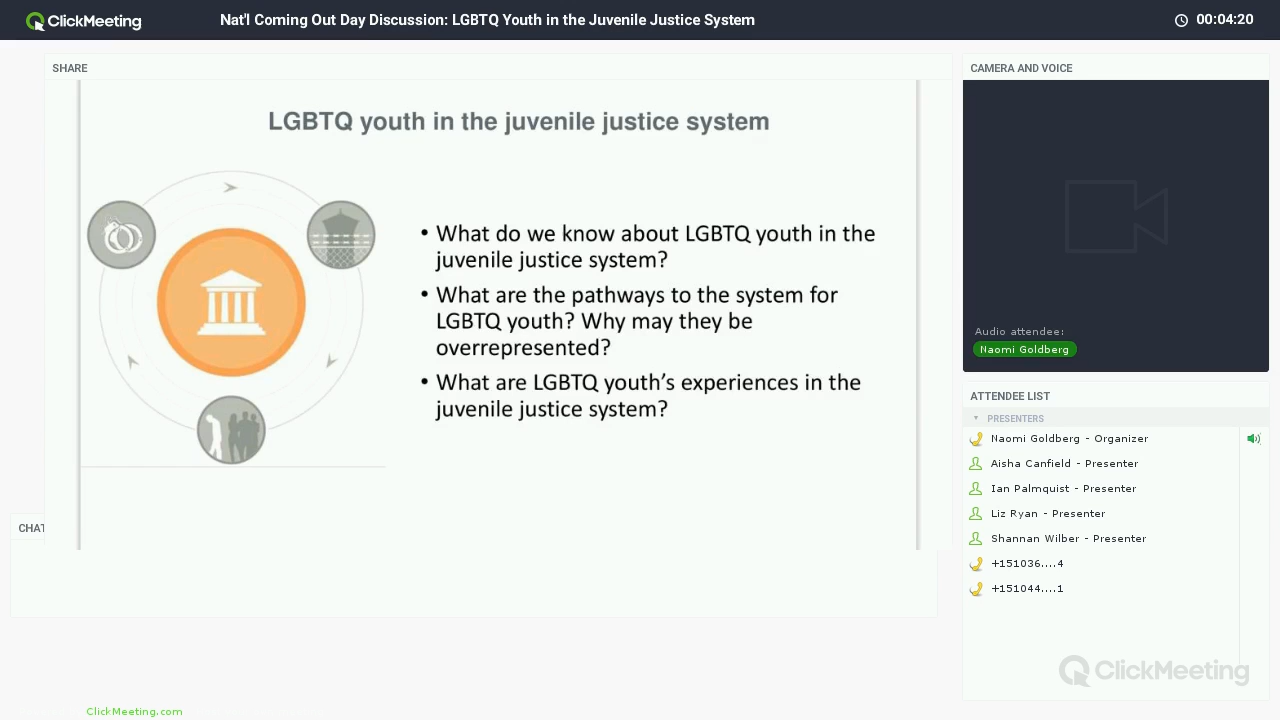 ClickMeeting
Nat'l Coming Out Day Discussion: LGBTQ Youth in the Juvenile Justice System
00:04:20
SHARE
LGBTQ youth in the juvenile justice system
• What do we know about LGBTQ youth in the
juvenile justice system?
• What are the pathways to the system for
LGBTQ youth? Why may they be
overrepresented?
• What are LGBTQ youth's experiences in the
juvenile justice system?
CHAT
CAMERA AND VOICE
Audio attendee:
Naomi Goldberg
ATTENDEE LIST
PRESENTERS
Naomi Goldberg - Organizer
Aisha Canfield - Presenter
Ian Palmquist - Presenter
Liz Ryan - Presenter
Shannan Wilber - Presenter
+151036....4
+151044....1
ClickMeeting
ClickMeeting.com